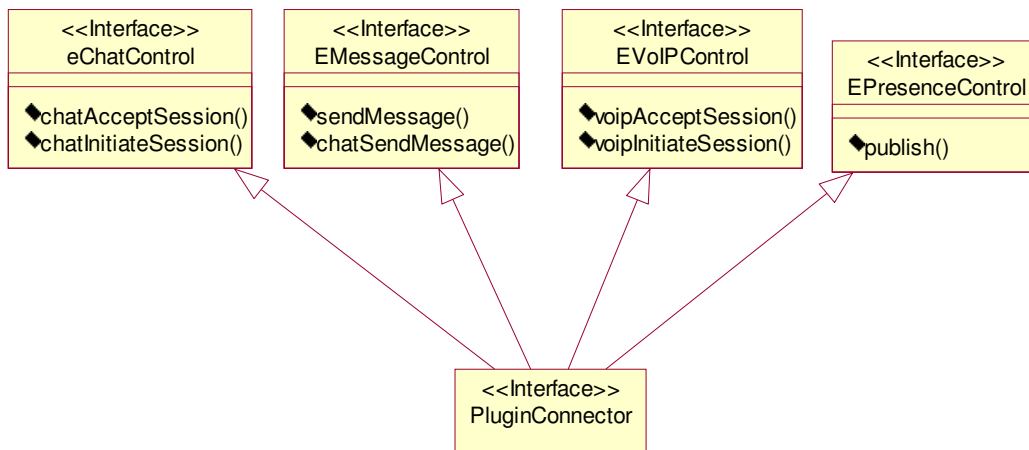 <<Interface>>
eChatControl
chatAcceptSession()
chatInitiateSession()
<<Interface>>
EMessageControl
sendMessage()
chatSendMessage()
<<Interface>>
EVoIPControl
voipAcceptSession()
voipInitiateSession()
<<Interface>>
EPresenceControl
publish()
<<Interface>>
PluginConnector